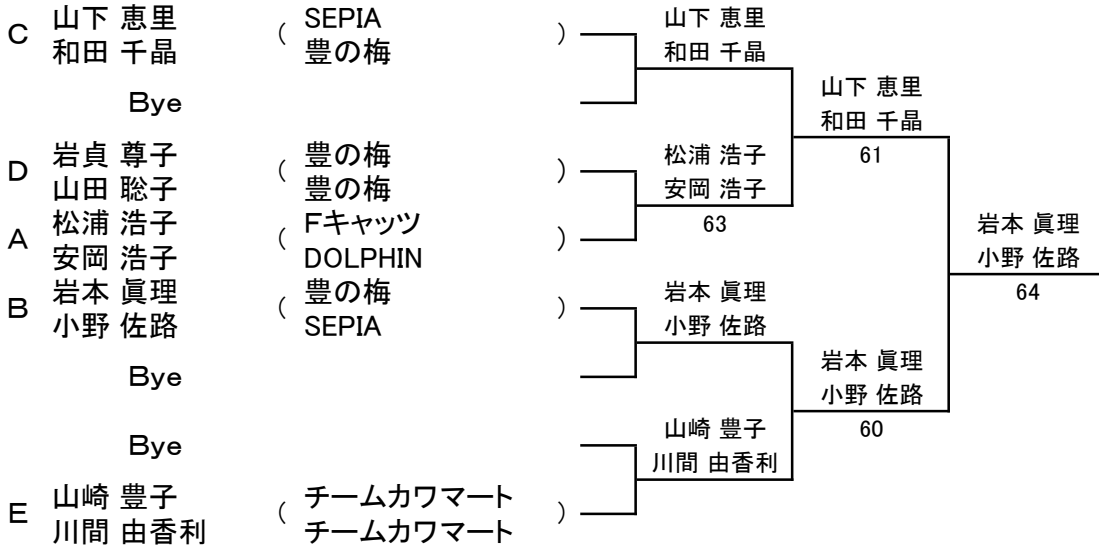 C 山下 恵里 ( SEPIA )
和田 千晶 豊の梅
Bye
D 岩貞 尊子 ( 豊の梅 )
山田 聡子 豊の梅
A 松浦 浩子 ( Fキャッツ )
安岡 浩子 DOLPHIN
B 岩本 眞理 ( 豊の梅 )
小野 佐路 SEPIA
Bye
Bye
E 山崎 豊子 ( チームカワマート )
川間 由香利 チームカワマート
山下 恵里
和田 千晶
松浦 浩子
安岡 浩子
63
岩本 眞理
小野 佐路
山崎 豊子
川間 由香利
山下 恵里
和田 千晶
61
岩本 眞理
小野 佐路
60
岩本 眞理
小野 佐路
64